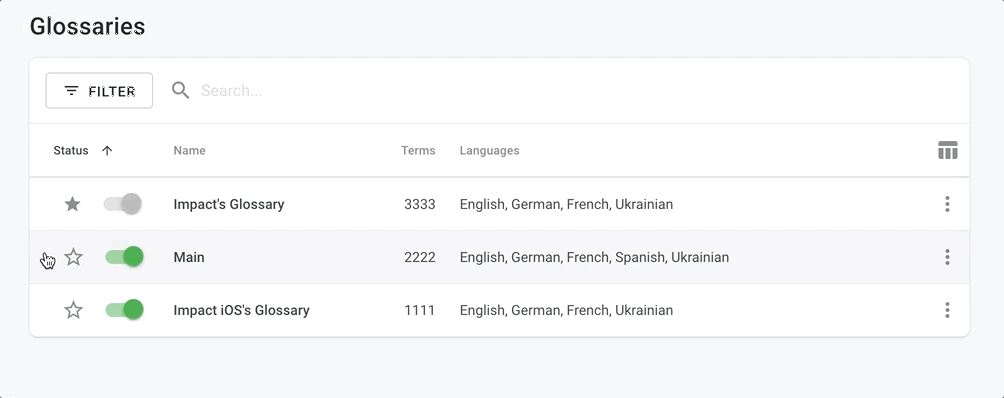 Glossaries
FILTER Search...
Status Name Terms Languages
Impact's Glossary 3333 English, German, French, Ukrainian
Main 2222 English, German, French, Spanish, Ukrainian
Impact iOS's Glossary 1111 English, German, French, Ukrainian